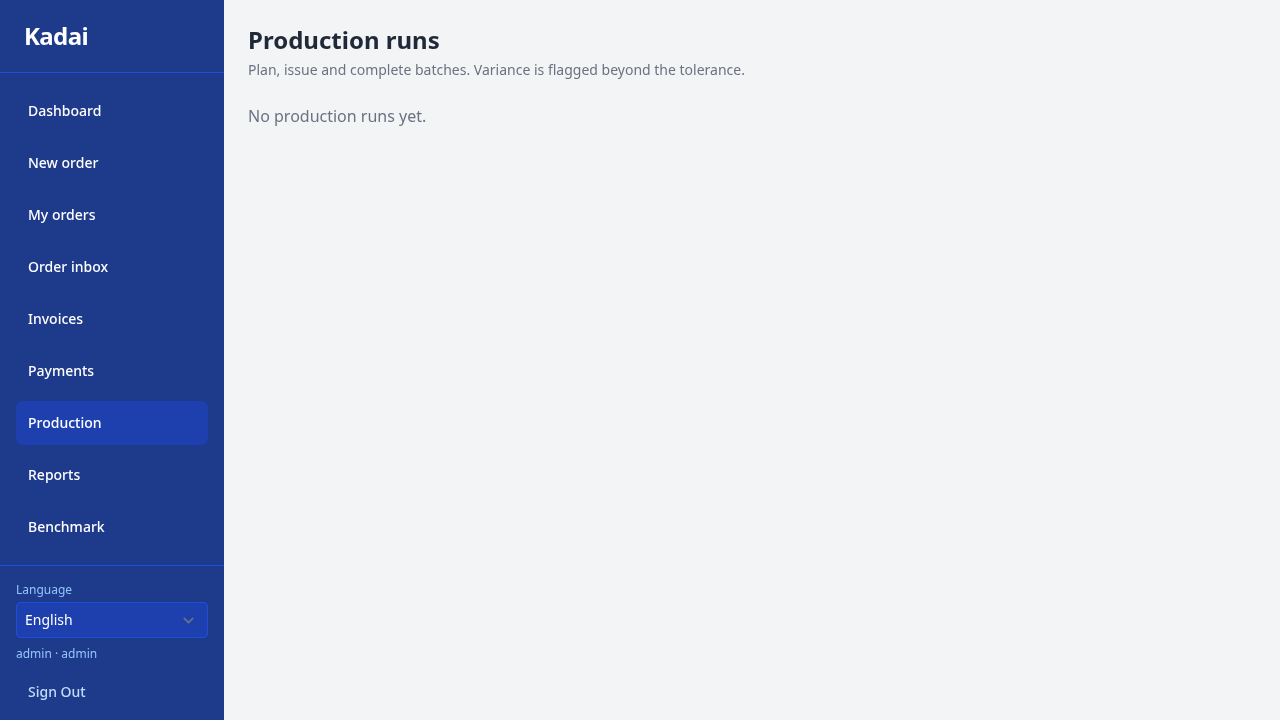 Kadai
Dashboard
New order
My orders
Order inbox
Invoices
Payments
Production
Reports
Benchmark
Language
English
admin · admin
Sign Out
Production runs
Plan, issue and complete batches. Variance is flagged beyond the tolerance.
No production runs yet.